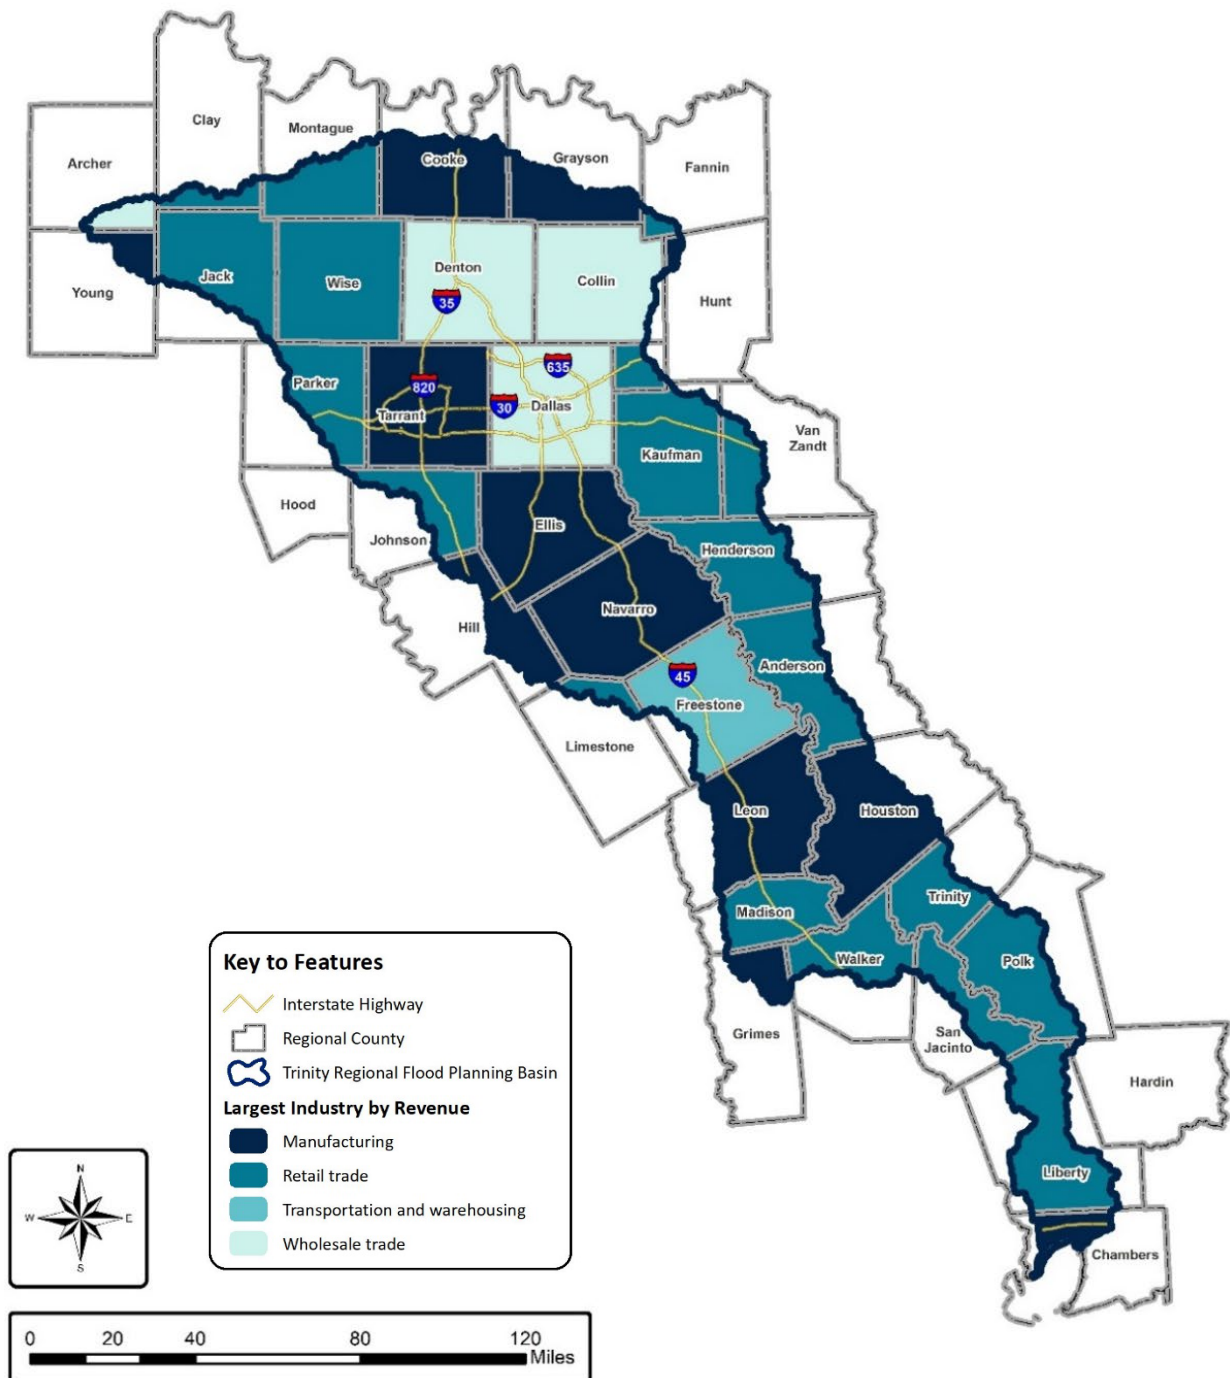 Clay
Montague
Archer
Cooke
Grayson
Fannin
Young
Jack
Wise
Denton
Collin
Hunt
35
Parker
820
Tarrant
30
635
Dallas
Kaufman
Van
Zandt
Hood
Johnson
Ellis
Henderson
Hill
Navarro
Anderson
45
Freestone
Limestone
Leon
Houston
Madison
Trinity
Walker
Polk
Grimes
San
Jacinto
Hardin
Liberty
Chambers
Key to Features
Interstate Highway
Regional County
Trinity Regional Flood Planning Basin
Largest Industry by Revenue
Manufacturing
Retail trade
Transportation and warehousing
Wholesale trade
N
W E
S
0 20 40 80 120
Miles